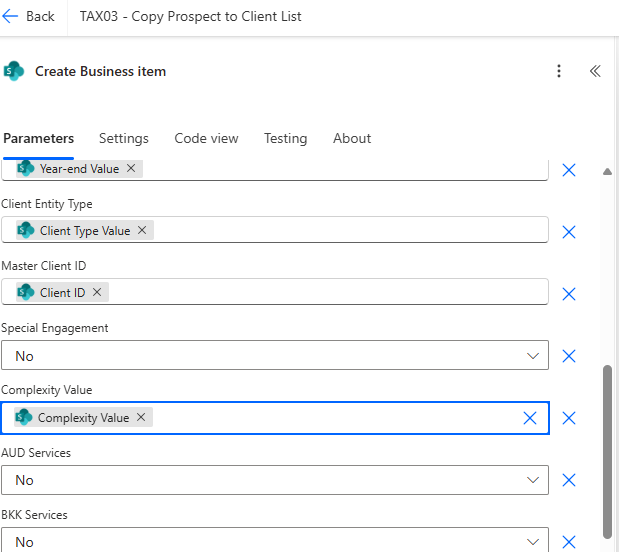 Back TAX03 - Copy Prospect to Client List
Create Business item
Parameters Settings Code view Testing About
Year-end Value
Client Entity Type
Client Type Value
Master Client ID
Client ID
Special Engagement
No
Complexity Value
Complexity Value
AUD Services
No
BKK Services
No